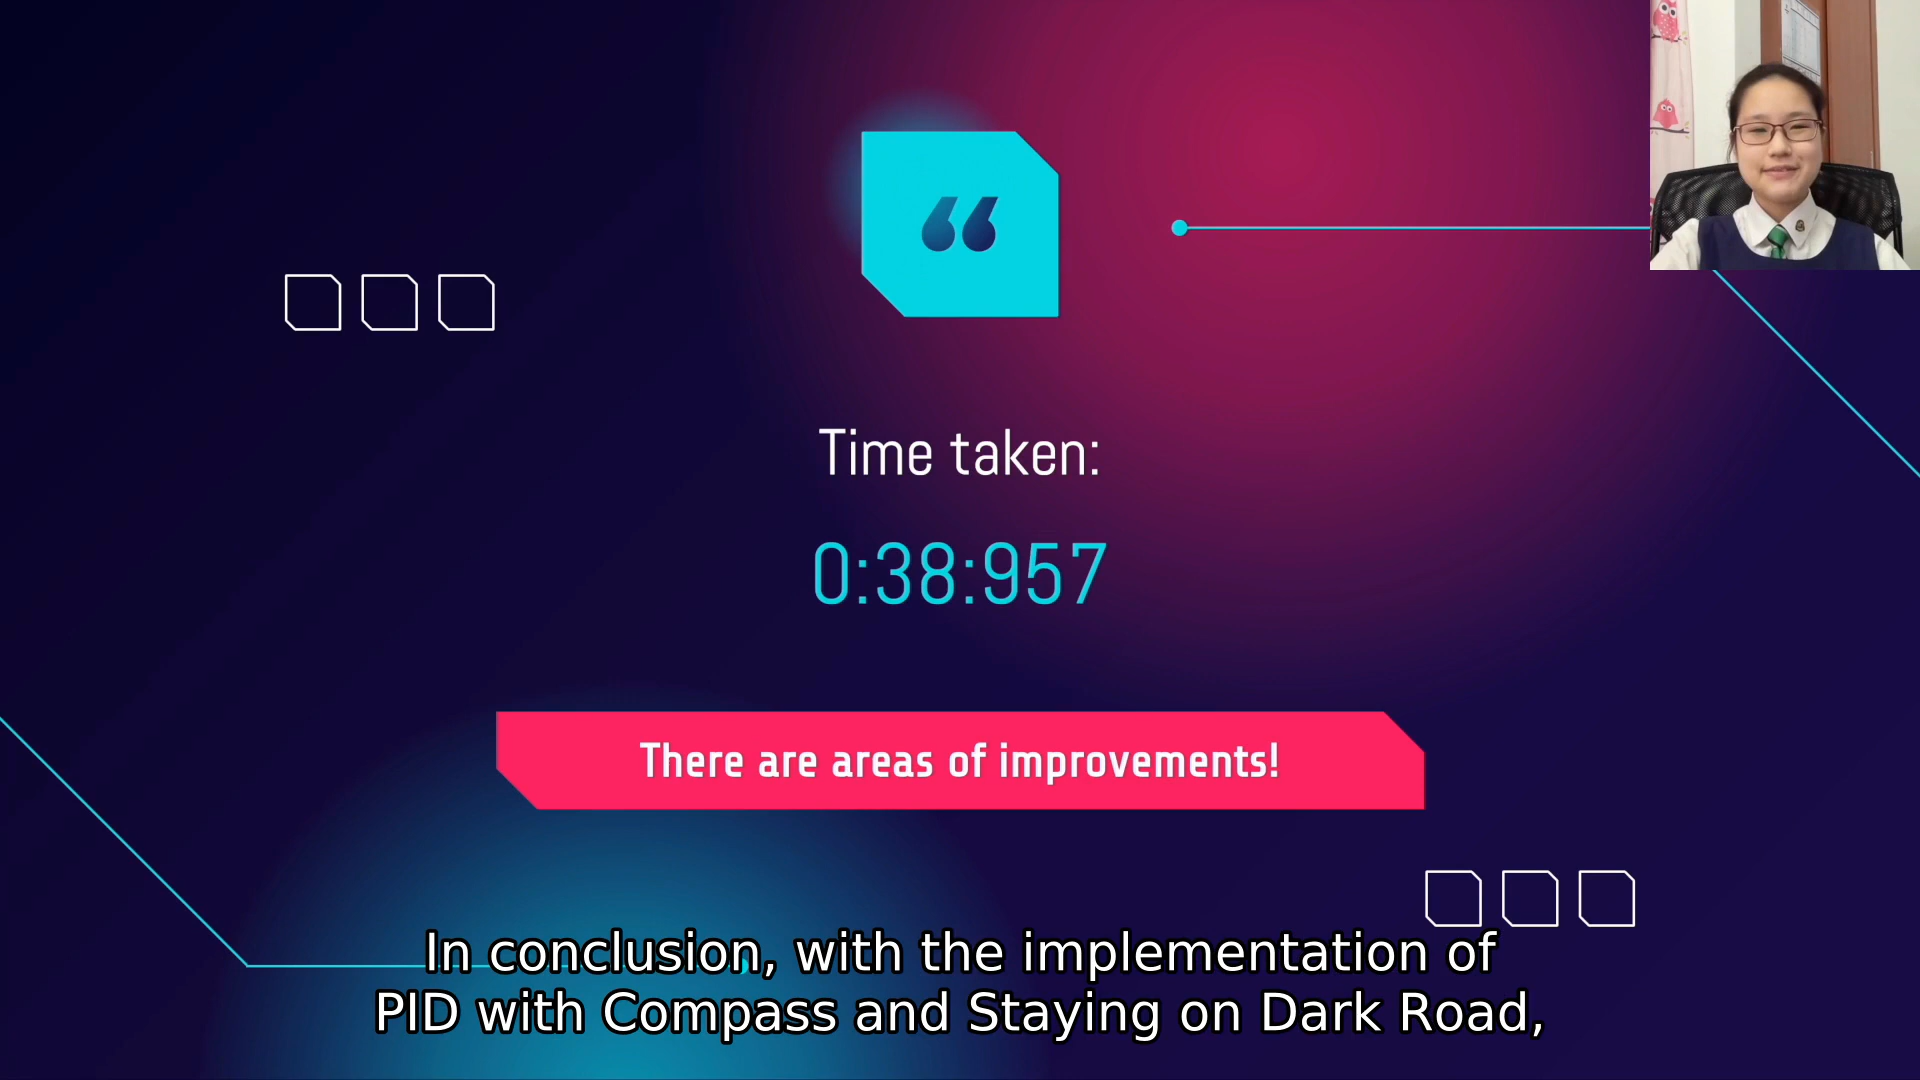 “
Time taken:
0:38:957
There are areas of improvements!
In conclusion, with the implementation of
PID with Compass and Staying on Dark Road,